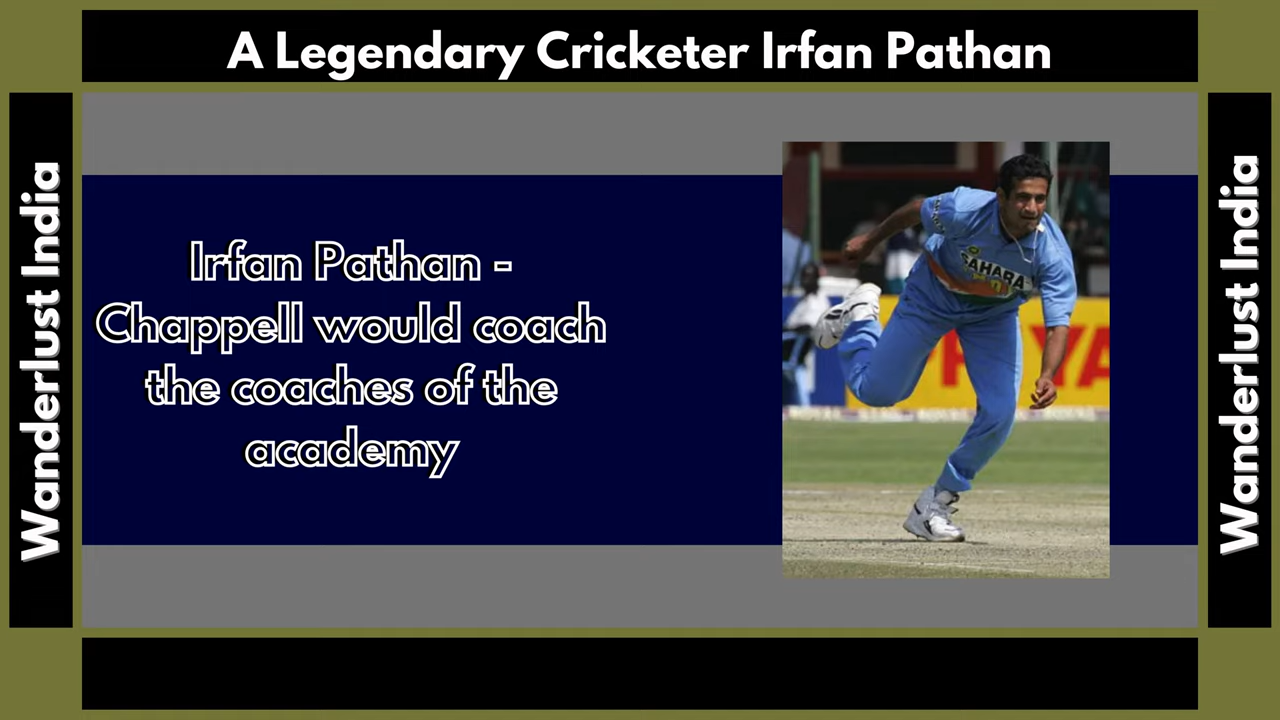 A Legendary Cricketer Irfan Pathan
Wanderlust India
Irfan Pathan -
Chappell would coach
the coaches of the
academy
SAHARA
Wanderlust India